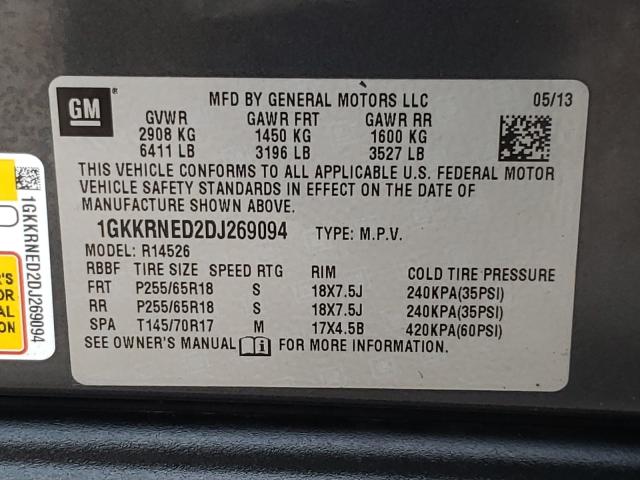 GM ® MFD BY GENERAL MOTORS LLC 05/13
GVWR GAWR FRT GAWR RR
2908 KG 1450 KG 1600 KG
6411 LB 3196 LB 3527 LB
THIS VEHICLE CONFORMS TO ALL APPLICABLE U.S. FEDERAL MOTOR
VEHICLE SAFETY STANDARDS IN EFFECT ON THE DATE OF
MANUFACTURE SHOWN ABOVE.
1GKKRNED2DJ269094 TYPE: M.P.V.
MODEL: R14526
RBBF TIRE SIZE SPEED RTG RIM COLD TIRE PRESSURE
FRT P255/65R18 S 18X7.5J 240KPA(35PSI)
RR P255/65R18 S 18X7.5J 240KPA(35PSI)
SPA T145/70R17 M 17X4.5B 420KPA(60PSI)
SEE OWNER'S MANUAL FOR MORE INFORMATION.
1GKKRNED2DJ269094